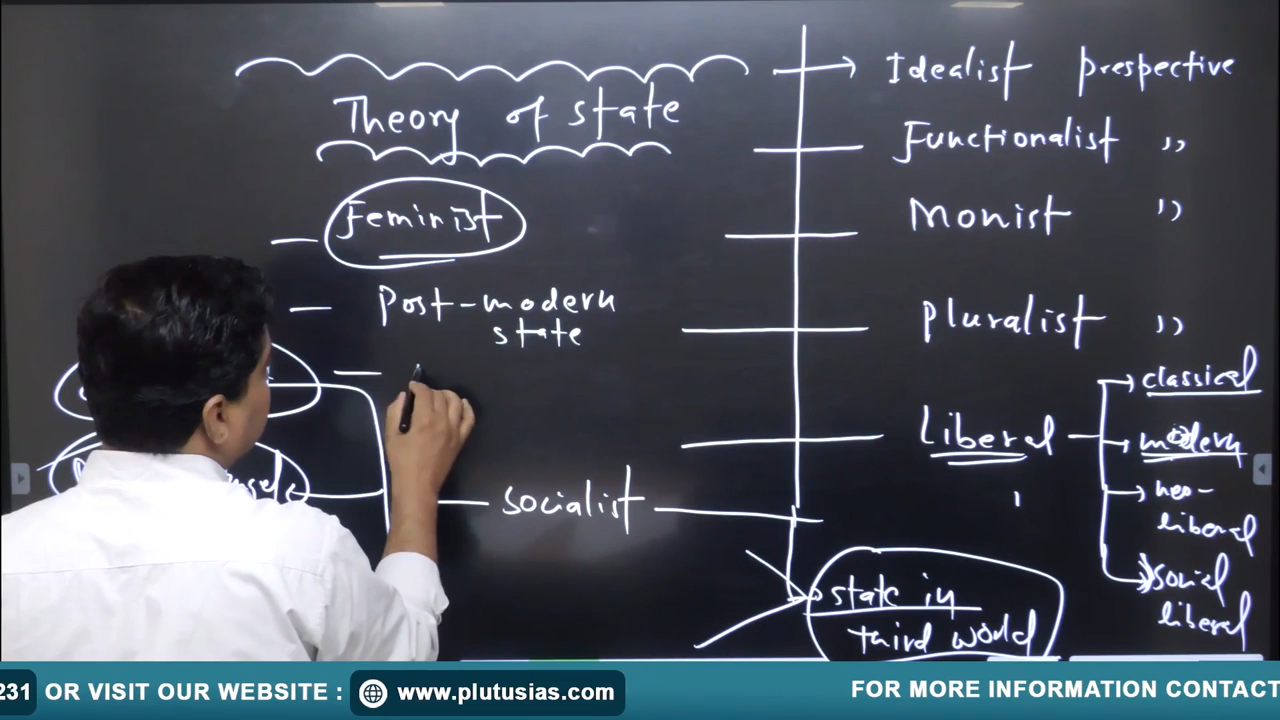 Theory of state
Feminist
Post-modern
state
socialist
Idealist prespective
Functionalist ,,
Monist ,,
Pluralist ,,
Liberal
classical
modern
neo-
liberal
social
liberal
state in
third world
231 OR VISIT OUR WEBSITE : www.plutusias.com FOR MORE INFORMATION CONTACT